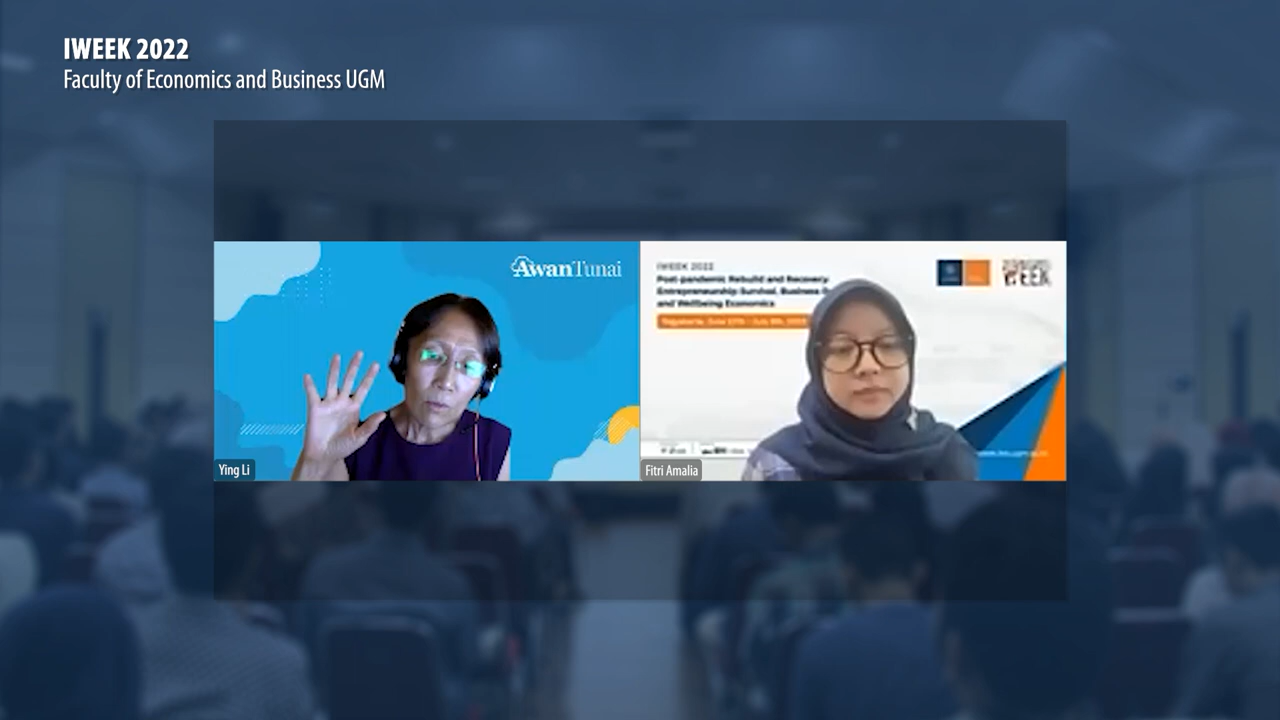 IWEEK 2022
Faculty of Economics and Business UGM
AwanTunai
IWEEK 2022
Post-pandemic Rebuild and Recovery:
Entrepreneurship Survival, Business
and Wellbeing Economics
WEEK
Ying Li
Fitri Amalia